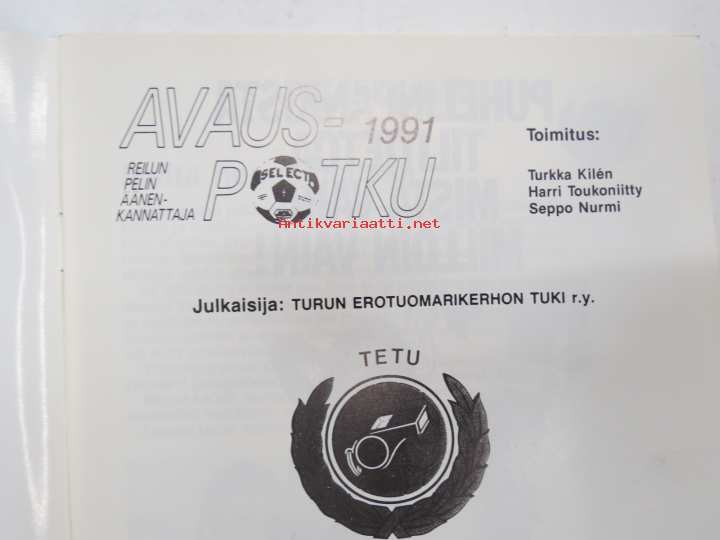 AVAUS-
1991
POTKU
REILUN
PELIN
ÄÄNEN-
KANNATTAJA
SELECT
Toimitus:
Turkka Kilén
Harri Toukoniitty
Seppo Nurmi
Antikvariaatti.net
Julkaisija: TURUN EROTUOMARIKERHON TUKI r.y.
TETU